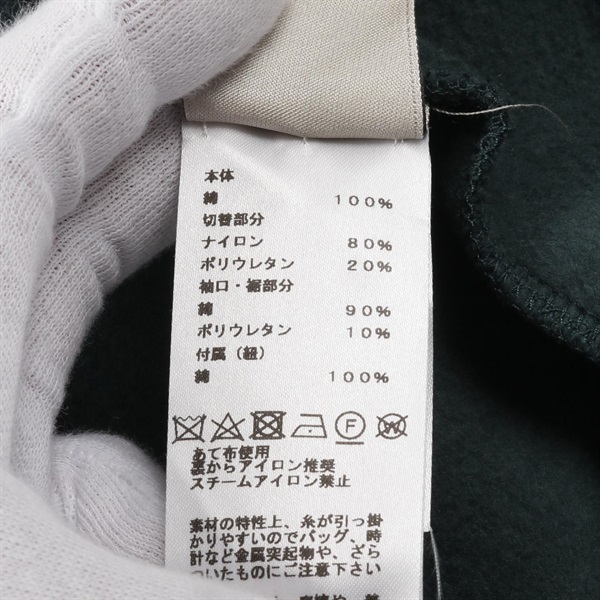 本体
綿 100%
切替部分
ナイロン 80%
ポリウレタン 20%
袖口・裾部分
綿 90%
ポリウレタン 10%
付属(紐)
綿 100%
F W
あて布使用
裏からアイロン推奨
スチームアイロン禁止
素材の特性上、糸が引っ掛
かりやすいのでバッグ、時
計など金属突起物や、ざら
ついたものにご注意下さい